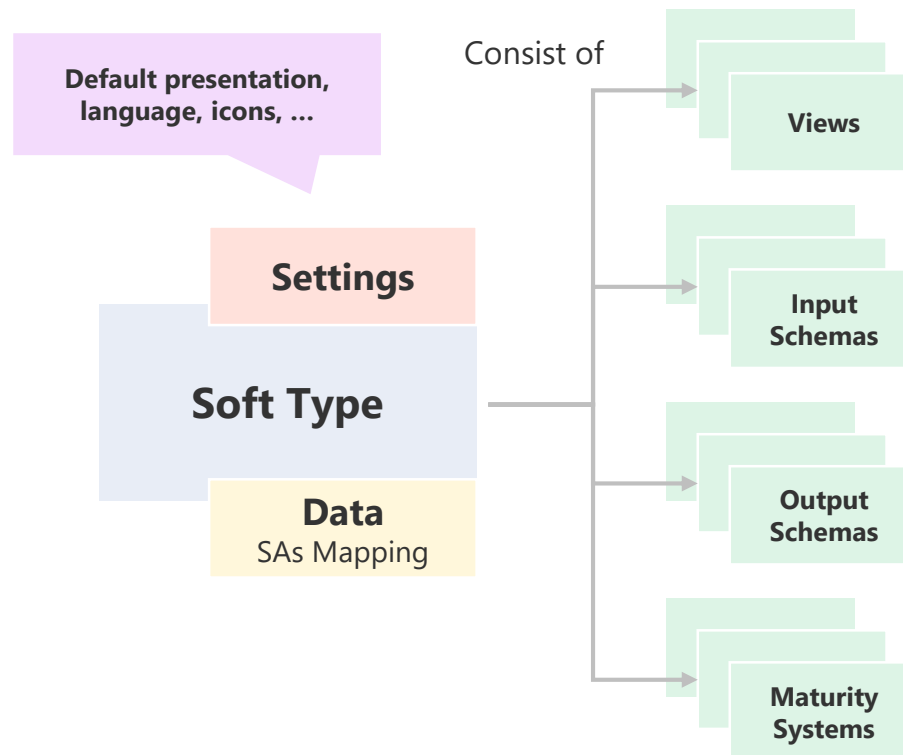 Consist of
Default presentation,
language, icons, ...
Views
Settings
Input
Schemas
Soft Type
Data
SAs Mapping
Output
Schemas
Maturity
Systems